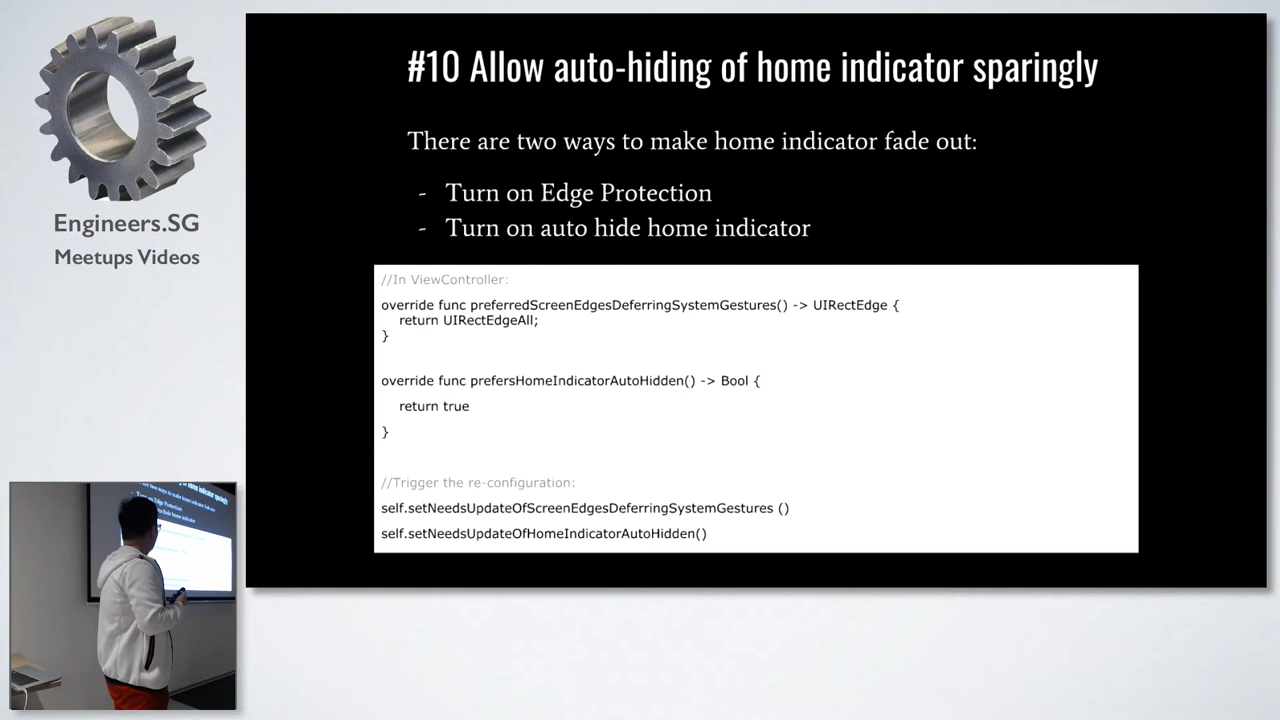 #10 Allow auto-hiding of home indicator sparingly
There are two ways to make home indicator fade out:
- Turn on Edge Protection
- Turn on auto hide home indicator
//In ViewController:
override func preferredScreenEdgesDeferringSystemGestures() -> UIRectEdge {
return UIRectEdgeAll;
}
override func prefersHomeIndicatorAutoHidden() -> Bool {
return true
}
//Trigger the re-configuration:
self.setNeedsUpdateOfScreenEdgesDeferringSystemGestures ()
self.setNeedsUpdateOfHomeIndicatorAutoHidden()
Engineers.SG
Meetups Videos